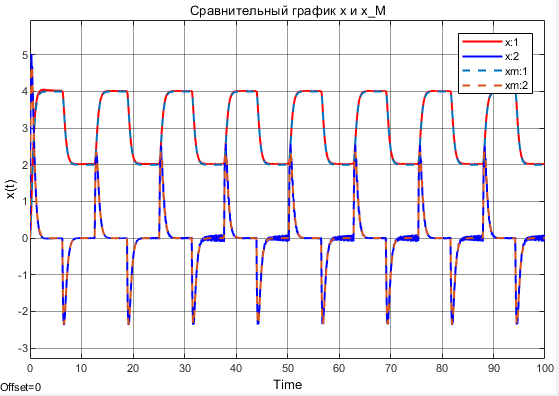 Сравнительный график x и x_M
x:1
x:2
xm:1
xm:2
5
4
3
2
1
0
-1
-2
-3
x(t)
0 10 20 30 40 50 60 70 80 90 100
Time
Offset=0